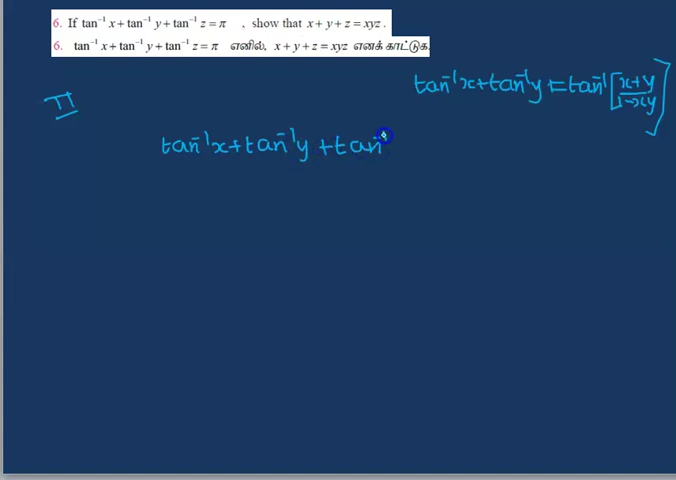 6. If tan⁻¹ x + tan⁻¹ y + tan⁻¹ z = π , show that x + y + z = xyz .
6. tan⁻¹ x + tan⁻¹ y + tan⁻¹ z = π எனில், x + y + z = xyz எனக் காட்டுக.
tan⁻¹x + tan⁻¹y = tan⁻¹ [x+y / 1-xy]
II
tan⁻¹x + tan⁻¹y + tan⁻